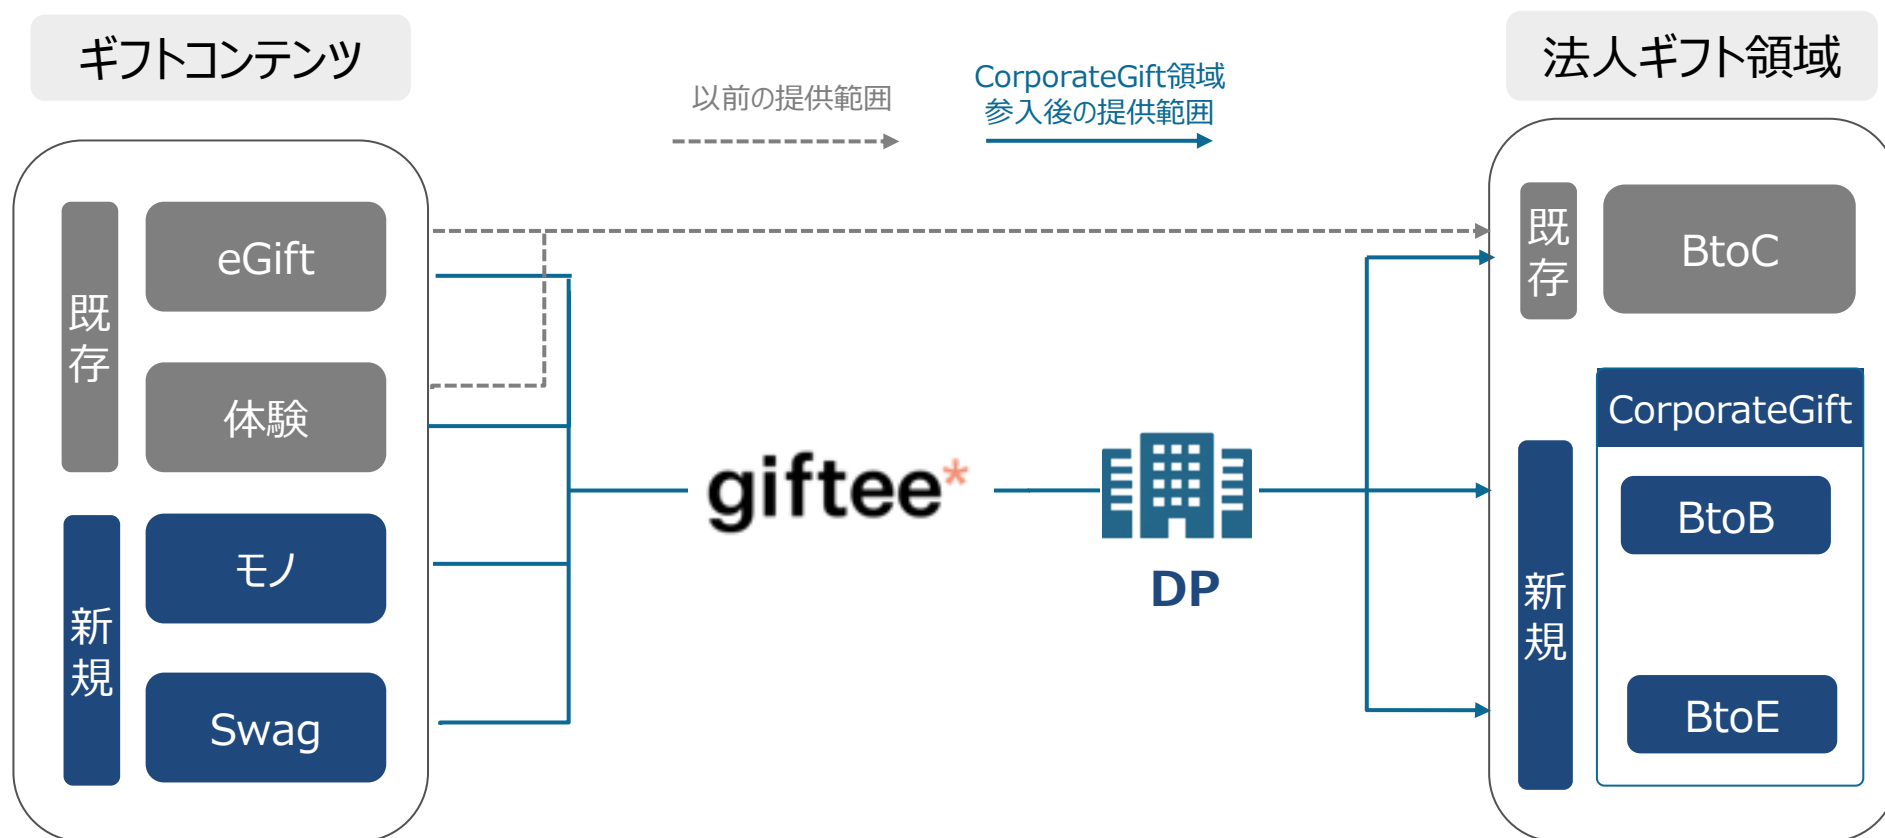 ギフトコンテンツ
以前の提供範囲
CorporateGift領域
参入後の提供範囲
法人ギフト領域
既存
eGift
体験
新規
モノ
Swag
giftee*
DP
既存
BtoC
新規
CorporateGift
BtoB
BtoE